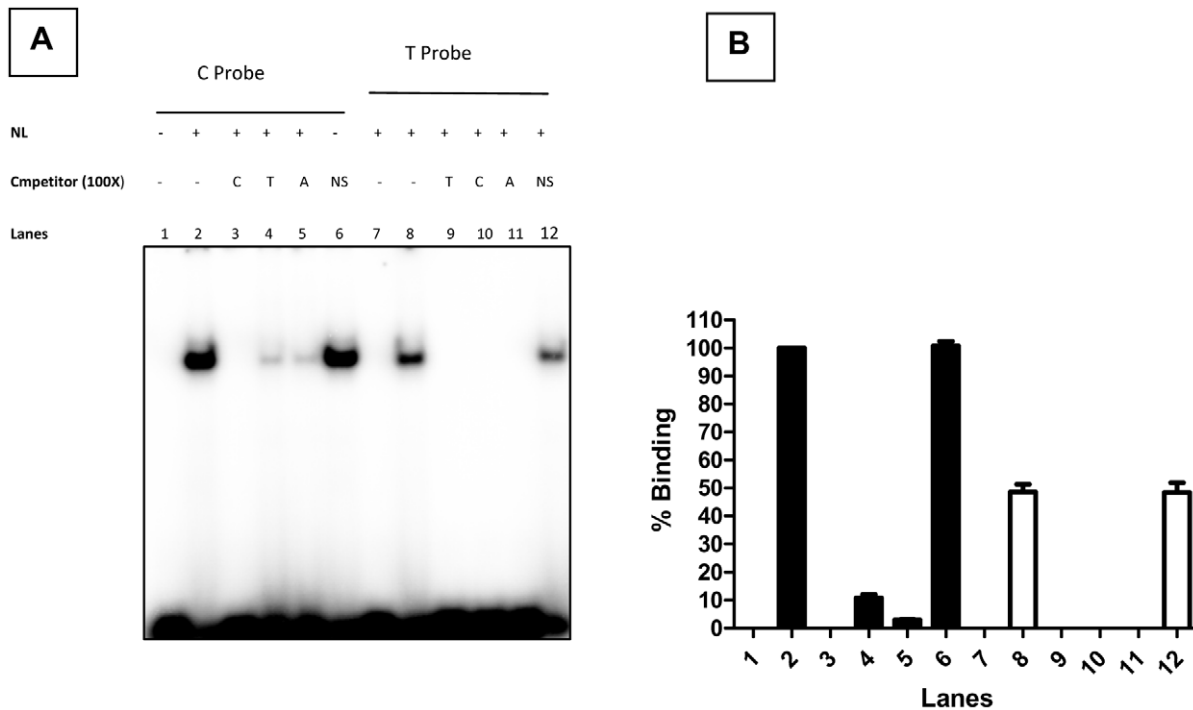 A
B
T Probe
C Probe
NL - + + + + - + + + + + +
Cmpetitor (100X) - - C T A NS - - T C A NS
Lanes 1 2 3 4 5 6 7 8 9 10 11 12
110
100
90
80
70
60
50
40
30
20
10
0
% Binding
1 2 3 4 5 6 7 8 9 10 11 12
Lanes